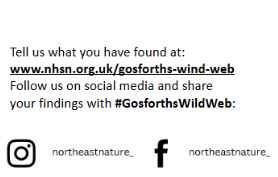 Tell us what you have found at:
www.nhsn.org.uk/gosforths-wind-web
Follow us on social media and share
your findings with #GosforthsWildWeb:
northeastnature_ northeastnature_